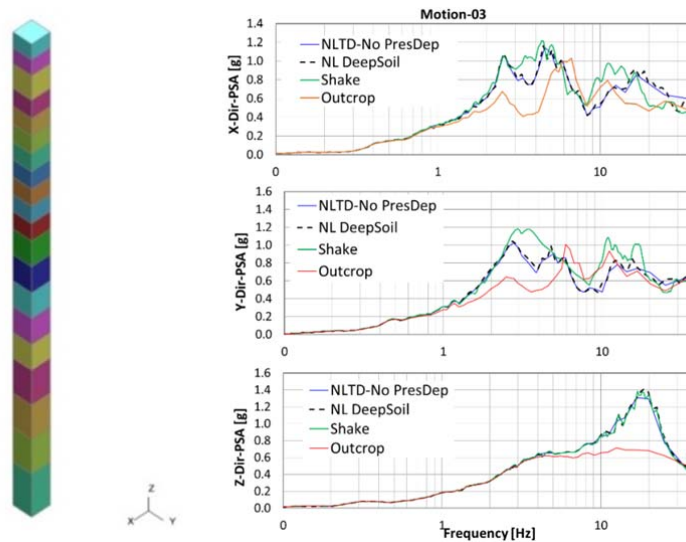 Motion-03
X-Dir-PSA [g]
1.4
1.2
1.0
0.8
0.6
0.4
0.2
0.0
NLTD-No PresDep
NL DeepSoil
Shake
Outcrop
0
1
10
Y-Dir-PSA [g]
1.6
1.4
1.2
1.0
0.8
0.6
0.4
0.2
0.0
NLTD-No PresDep
NL DeepSoil
Shake
Outcrop
0
1
10
Z-Dir-PSA [g]
1.6
1.4
1.2
1.0
0.8
0.6
0.4
0.2
0.0
NLTD-No PresDep
NL DeepSoil
Shake
Outcrop
0
1
10
Frequency [Hz]
Z
X
Y